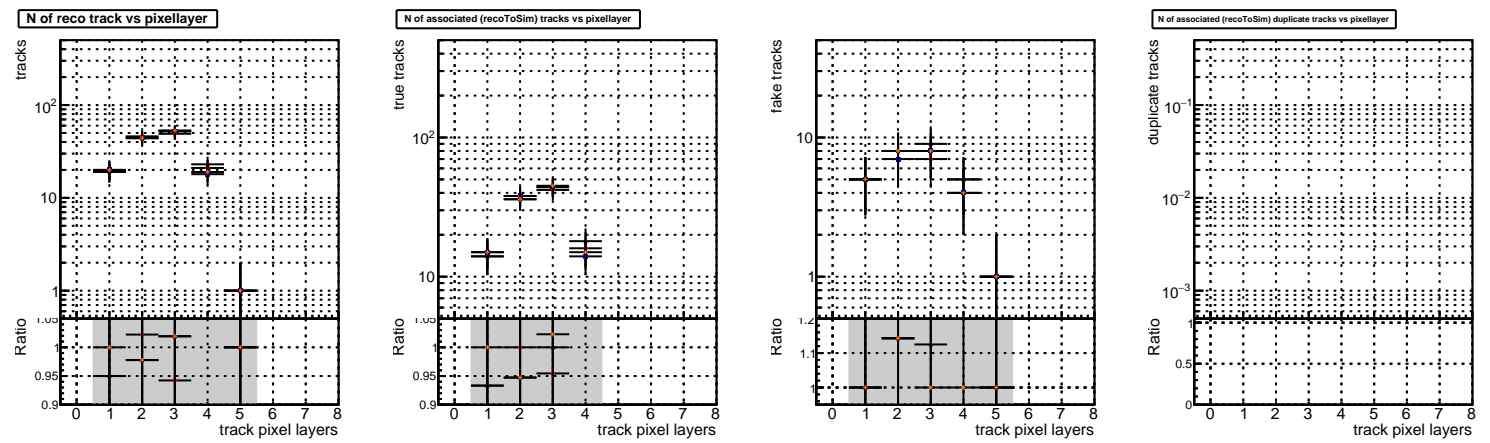 N of reco track vs pixellayer
tracks
10²
10
1
Ratio
1.05
1
0.95
0.9
0 1 2 3 4 5 6 7 8
track pixel layers
N of associated (recoToSim) tracks vs pixellayer
true tracks
10²
10
Ratio
1.05
1
0.95
0.9
0 1 2 3 4 5 6 7 8
track pixel layers
fake tracks
10
1
Ratio
1.2
1.1
1
0 1 2 3 4 5 6 7 8
track pixel layers
N of associated (recoToSim) duplicate tracks vs pixellayer
duplicate tracks
10⁻¹
10⁻²
10⁻³
Ratio
1
0.5
0
0 1 2 3 4 5 6 7 8
track pixel layers